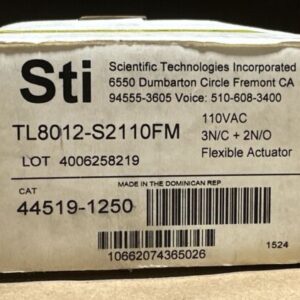 Sti
Scientific Technologies Incorporated
6550 Dumbarton Circle Fremont CA
94555-3605 Voice: 510-608-3400
TL8012-S2110FM
110VAC
3N/C + 2N/O
LOT 4006258219
Flexible Actuator
MADE IN THE DOMINICAN REP
CAT
44519-1250
10662074365026
1524